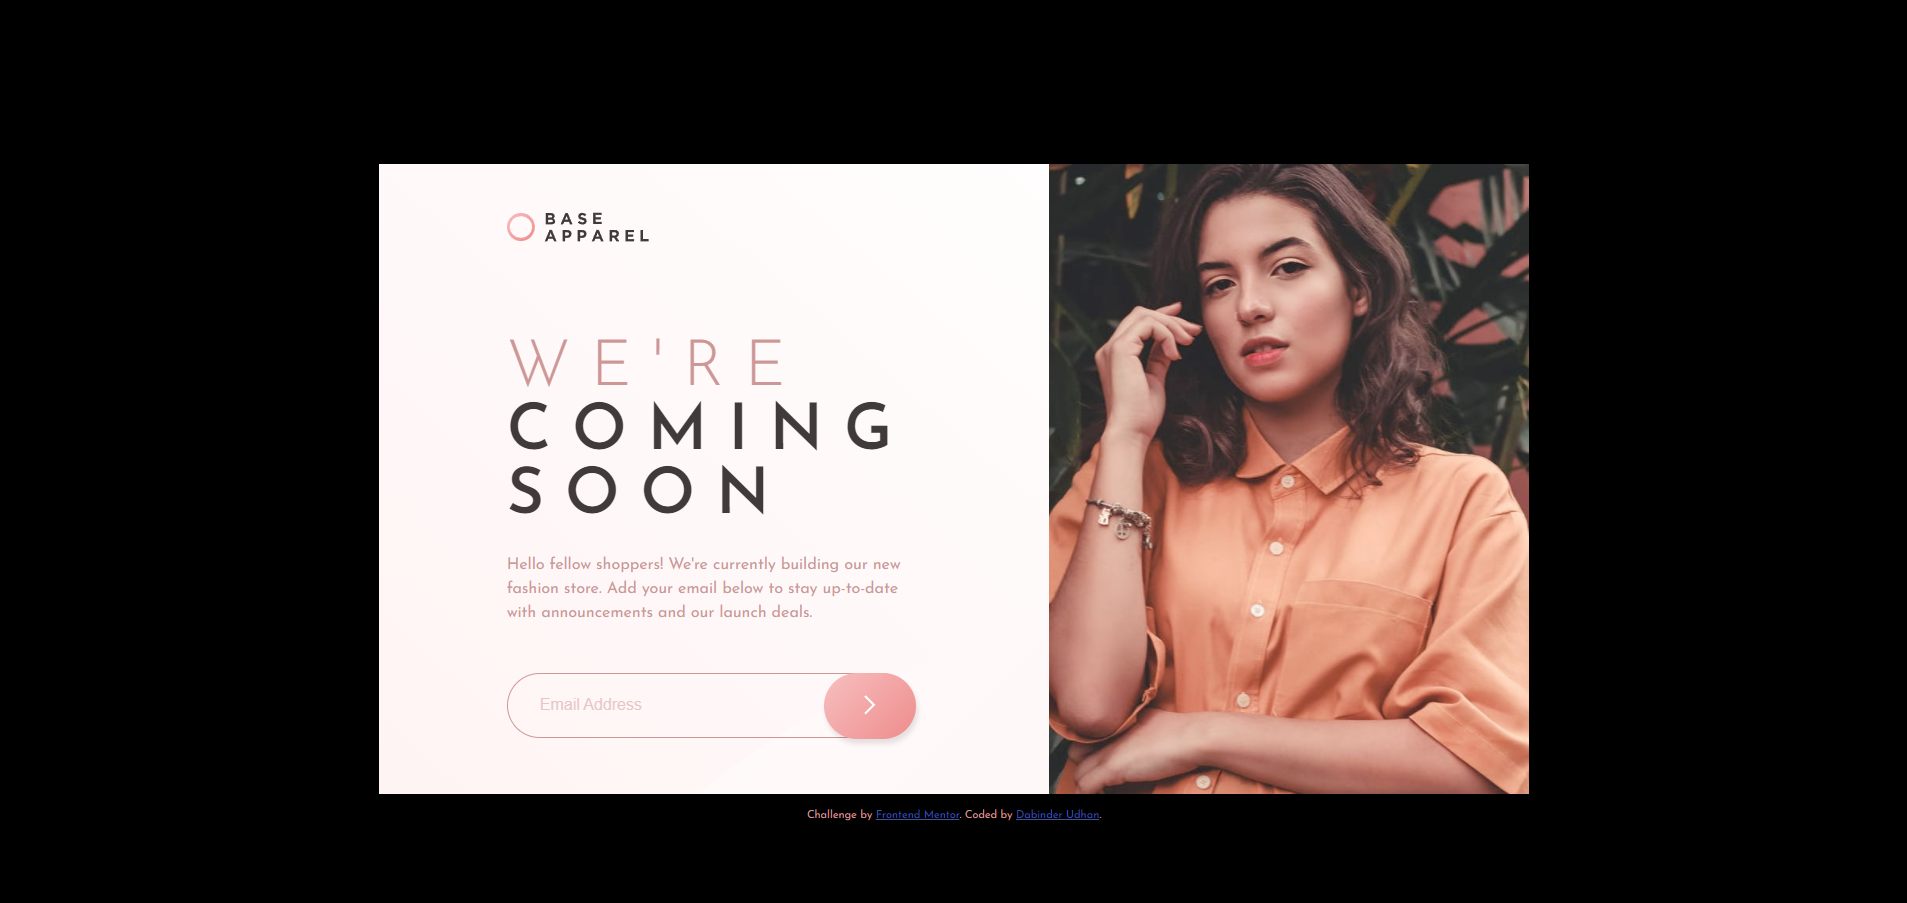 BASE
APPAREL
WE'RE
COMING
SOON
Hello fellow shoppers! We're currently building our new
fashion store. Add your email below to stay up-to-date
with announcements and our launch deals.
Email Address
Challenge by Frontend Mentor. Coded by Dabinder Udhan.